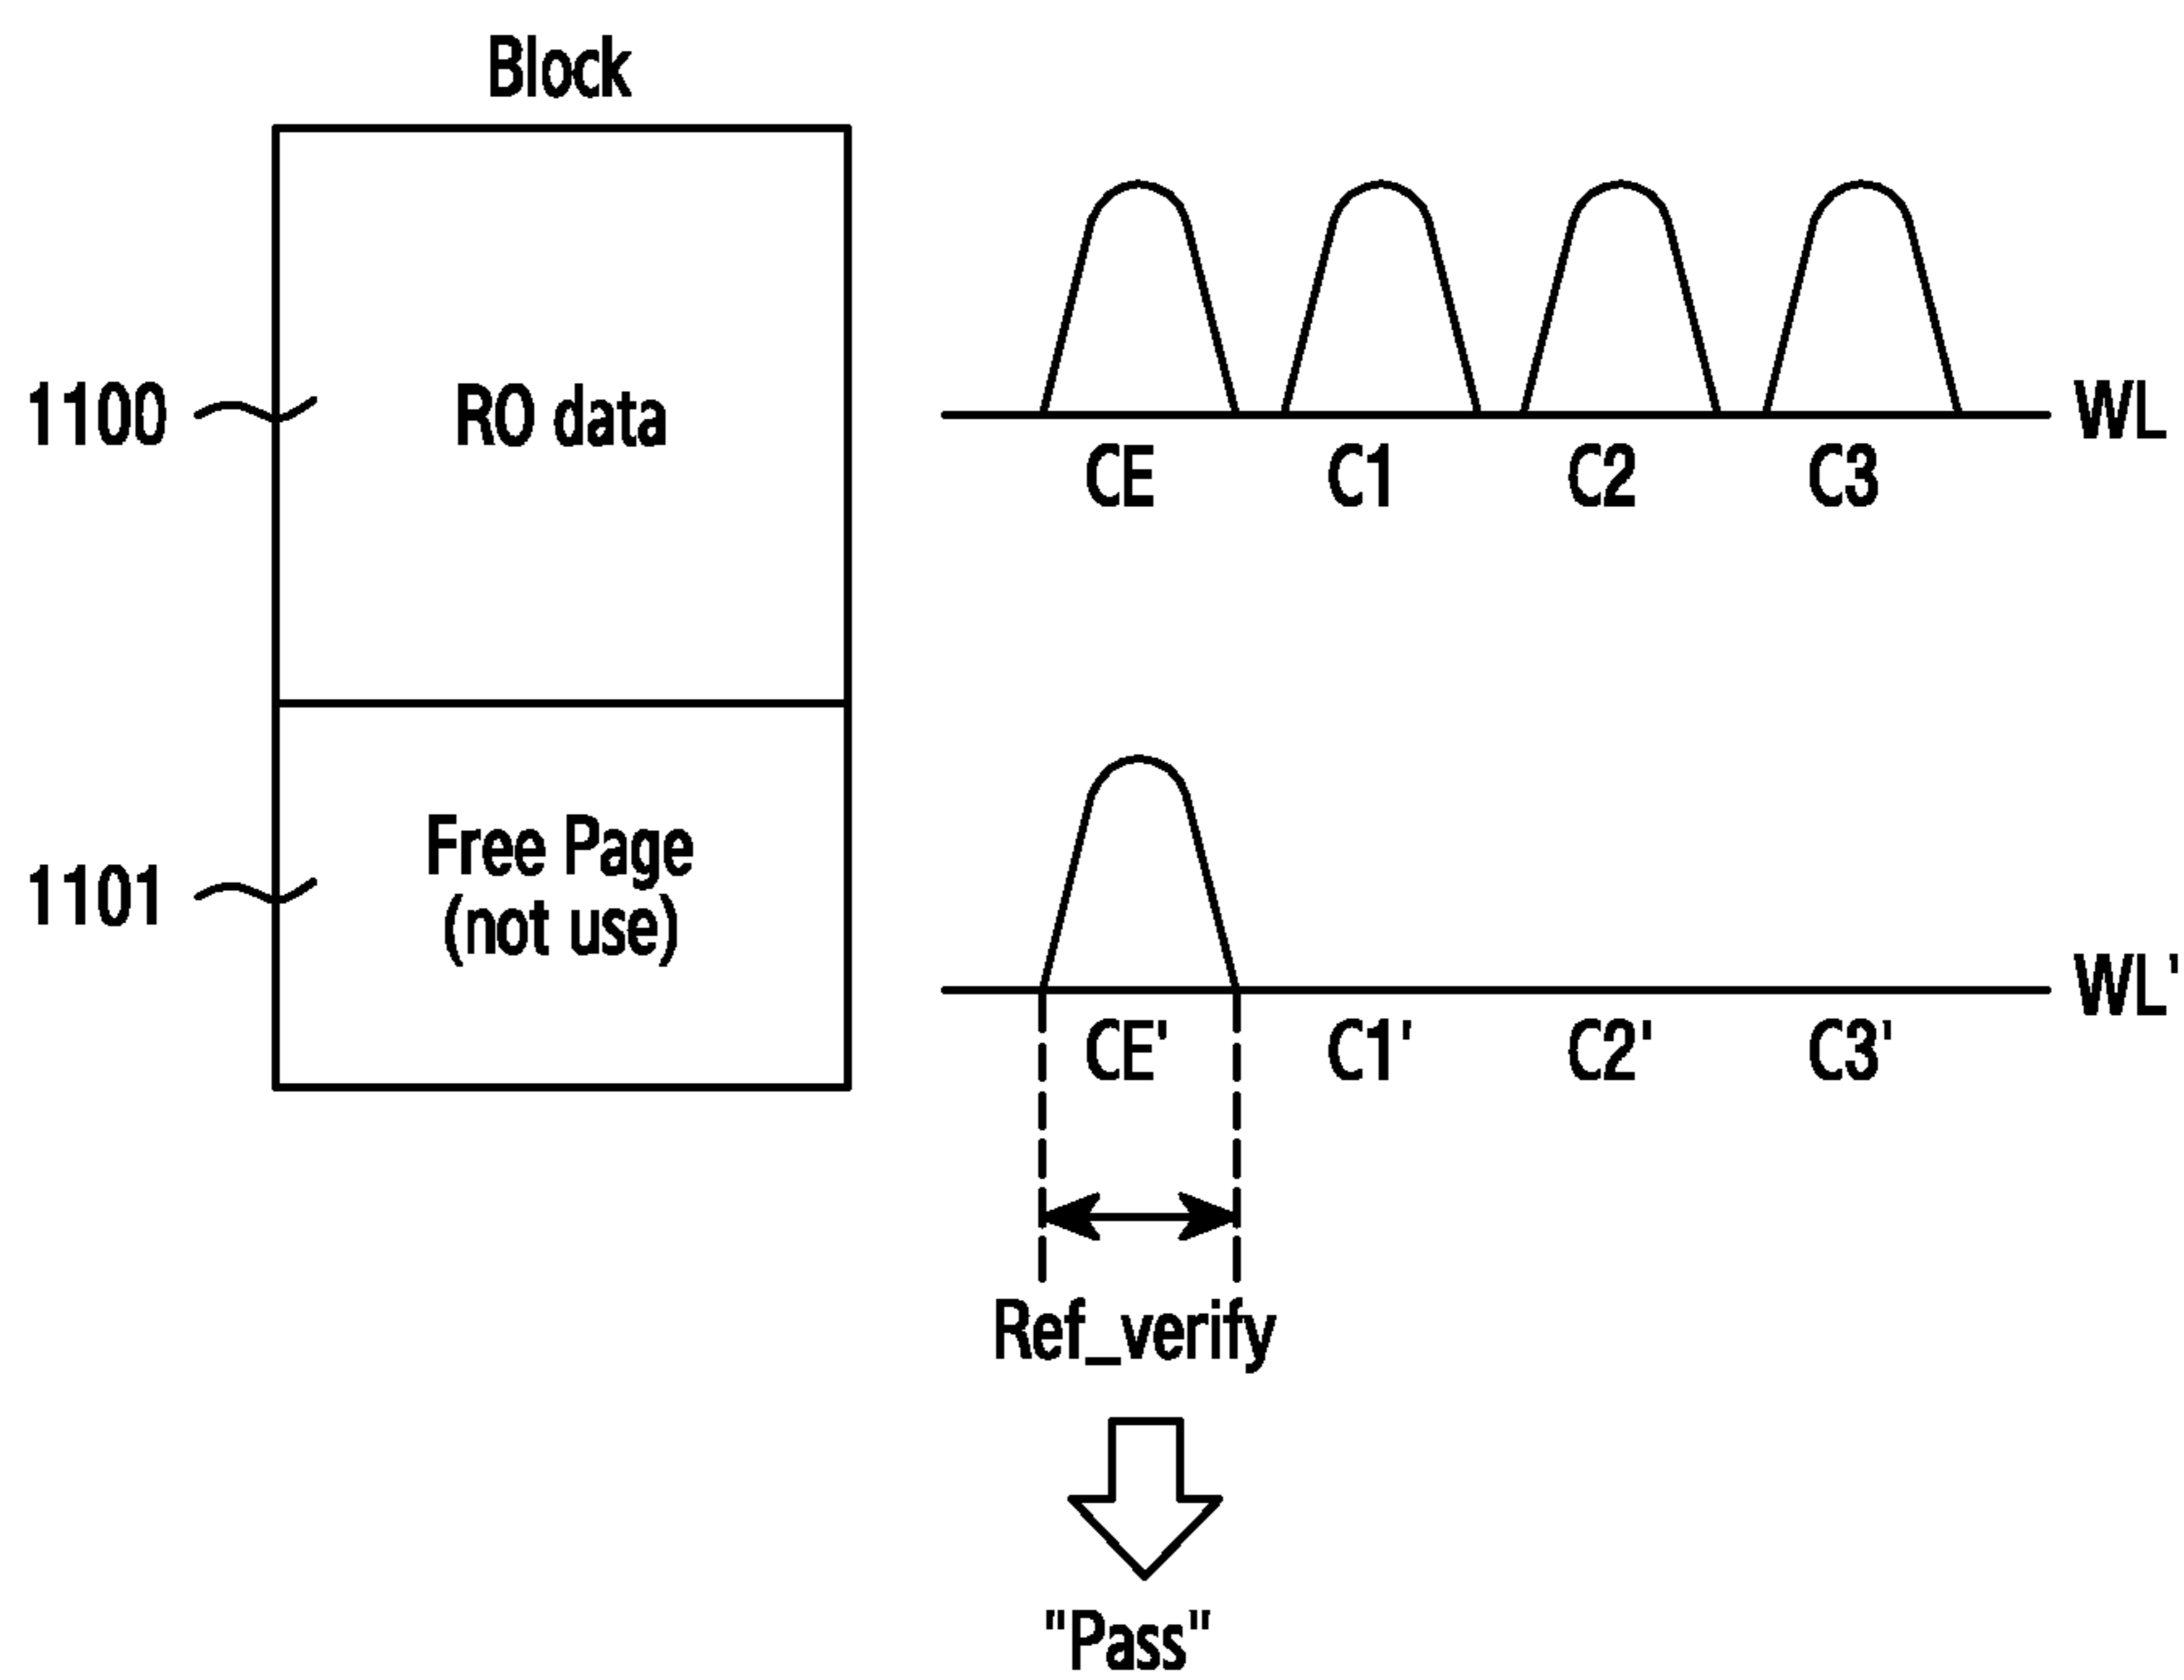 Block
1100
RO data
WL
CE C1 C2 C3
1101
Free Page
(not use)
WL'
CE' C1' C2' C3'
Ref_verify
"Pass"